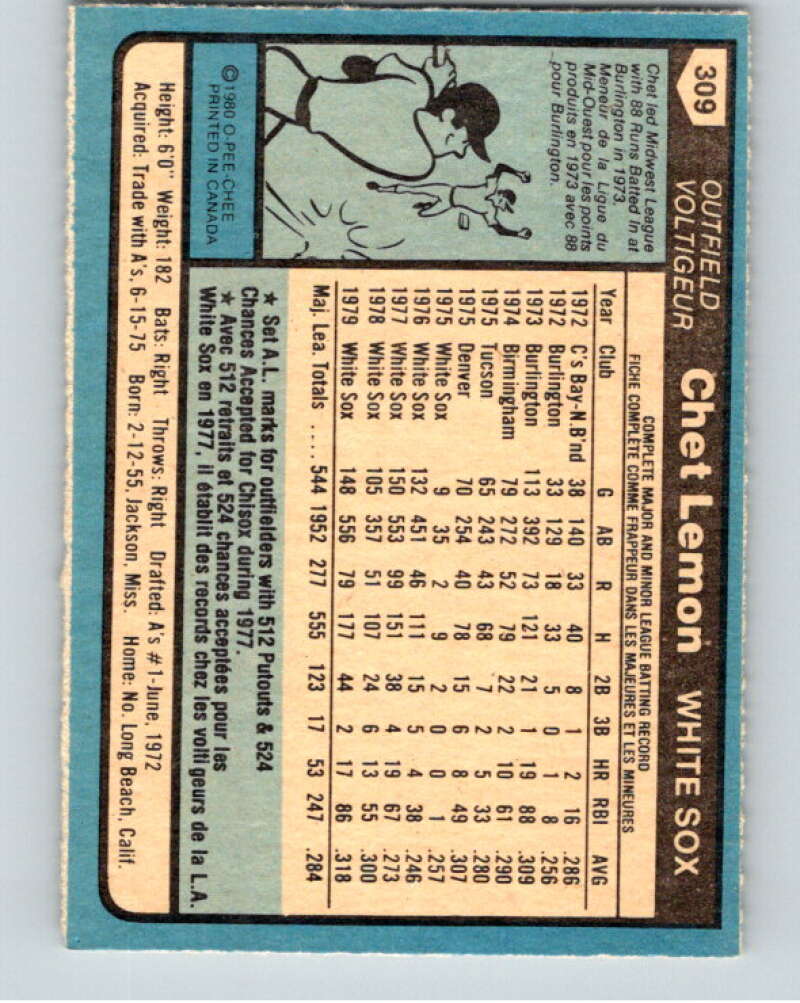 309
OUTFIELD
VOLTIGEUR
Chet Lemon WHITE SOX
Chet led Midwest League
with 88 Runs Batted In at
Burlington in 1973.
Meneur de la Ligue du
Mid-Ouest pour les points
produits en 1973 avec 88
pour Burlington.
©1980 O-PEE-CHEE
PRINTED IN CANADA
COMPLETE MAJOR AND MINOR LEAGUE BATTING RECORD
FICHE COMPLÈTE COMME FRAPPEUR DANS LES MAJEURES ET LES MINEURES
Year Club G AB R H 2B 3B HR RBI AVG
1972 C's Bay-N.B'nd 38 140 33 40 8 1 2 16 .286
1972 Burlington 33 129 18 33 5 0 1 8 .256
1973 Burlington 113 392 73 121 21 1 19 88 .309
1974 Birmingham 79 272 52 79 22 2 10 61 .290
1975 Tucson 65 243 43 68 7 2 5 33 .280
1975 Denver 70 254 40 78 15 6 8 49 .307
1975 White Sox 9 35 2 9 2 0 0 1 .257
1976 White Sox 132 451 46 111 15 5 4 38 .246
1977 White Sox 150 553 99 151 38 4 19 67 .273
1978 White Sox 105 357 51 107 24 6 13 55 .300
1979 White Sox 148 556 79 177 44 2 17 86 .318
Maj. Lea. Totals .... 544 1952 277 555 123 17 53 247 .284
★ Set A.L. marks for outfielders with 512 Putouts & 524
Chances Accepted for Chisox during 1977.
★ Avec 512 retraits et 524 chances acceptées pour les
White Sox en 1977, il établit des records chez les voltigeurs de la L.A.
Height: 6'0" Weight: 182 Bats: Right Throws: Right Drafted: A's #1-June, 1972
Acquired: Trade with A's, 6-15-75 Born: 2-12-55, Jackson, Miss. Home: No. Long Beach, Calif.